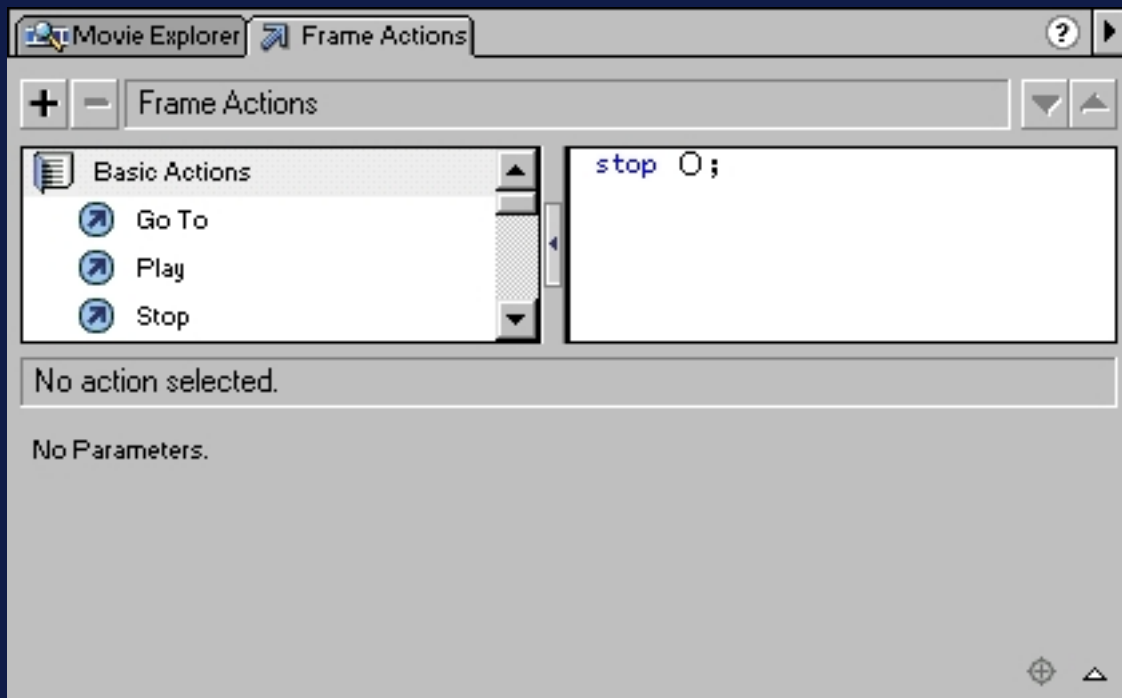 Movie Explorer
Frame Actions
?
Frame Actions
Basic Actions
Go To
Play
Stop
stop ();
No action selected.
No Parameters.